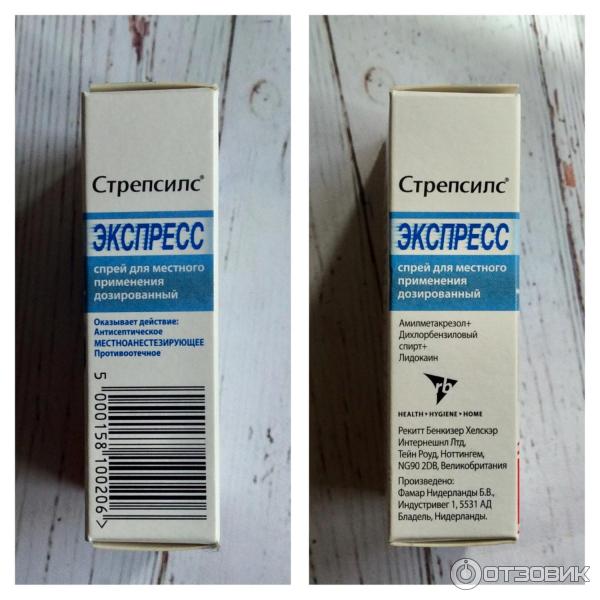 Стрепсилс®
ЭКСПРЕСС
спрей для местного
применения
дозированный
Оказывает действие:
Антисептическое
МЕСТНОАНЕСТЕЗИРУЮЩЕЕ
Противоотечное
5 000158 100206 >
Стрепсилс®
ЭКСПРЕСС
спрей для местного
применения
дозированный
Амилметакрезол+
Дихлорбензиловый
спирт+
Лидокаин
rb
HEALTH • HYGIENE • HOME
Рекитт Бенкизер Хелскэр
Интернешнл Лтд,
Тейн Роуд, Ноттингем,
NG90 2DB, Великобритания
Произведено:
Фамар Нидерланды Б.В.,
Индустривег 1, 5531 АД
Бладель, Нидерланды.
ОТЗОВИК